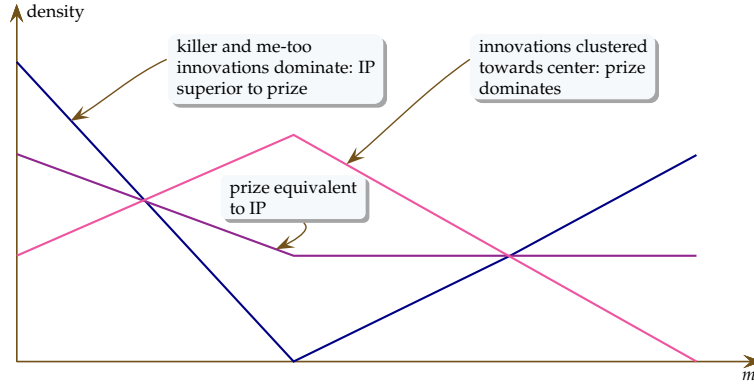 density
killer and me-too
innovations dominate: IP
superior to prize
innovations clustered
towards center: prize
dominates
prize equivalent
to IP
m